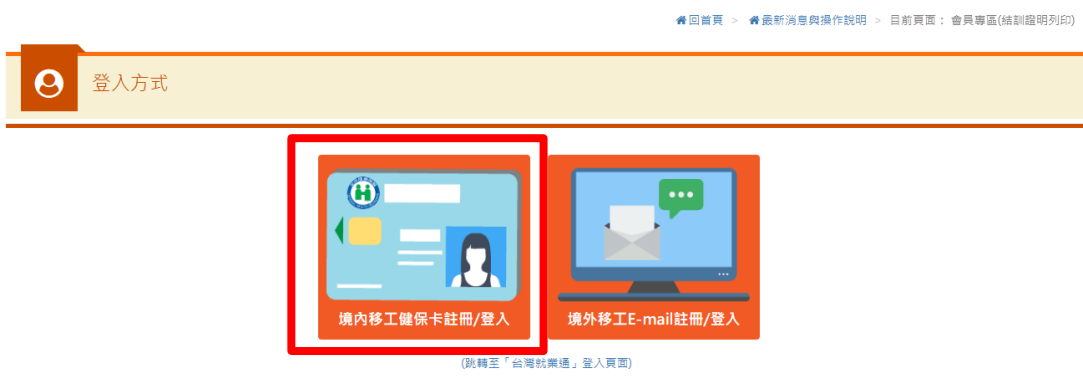 回首頁 > 最新消息與操作說明 > 目前頁面： 會員專區(結訓證明列印)
登入方式
境內移工健保卡註冊/登入
境外移工E-mail註冊/登入
(跳轉至「台灣就業通」登入頁面)